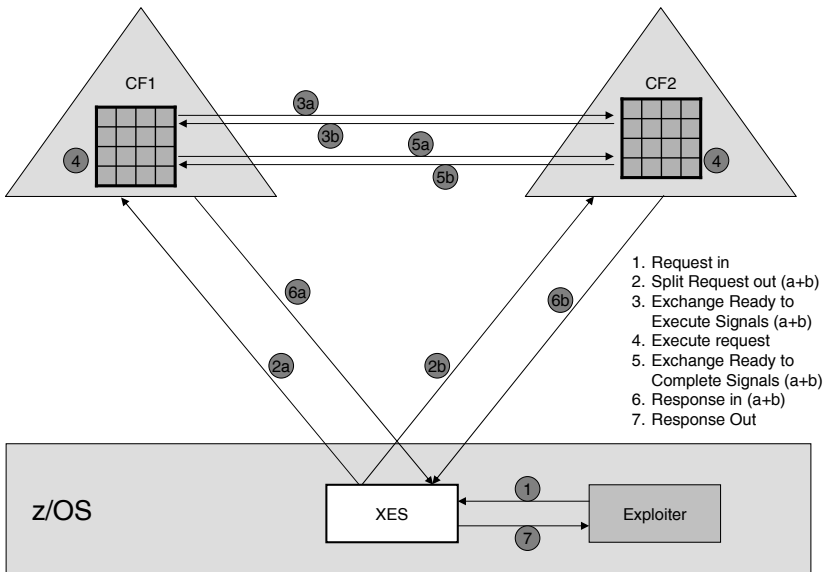 CF1
CF2
3a
3b
5a
5b
4
4
6a
6b
2a
2b
1. Request in
2. Split Request out (a+b)
3. Exchange Ready to
Execute Signals (a+b)
4. Execute request
5. Exchange Ready to
Complete Signals (a+b)
6. Response in (a+b)
7. Response Out
z/OS
XES
1
7
Exploiter